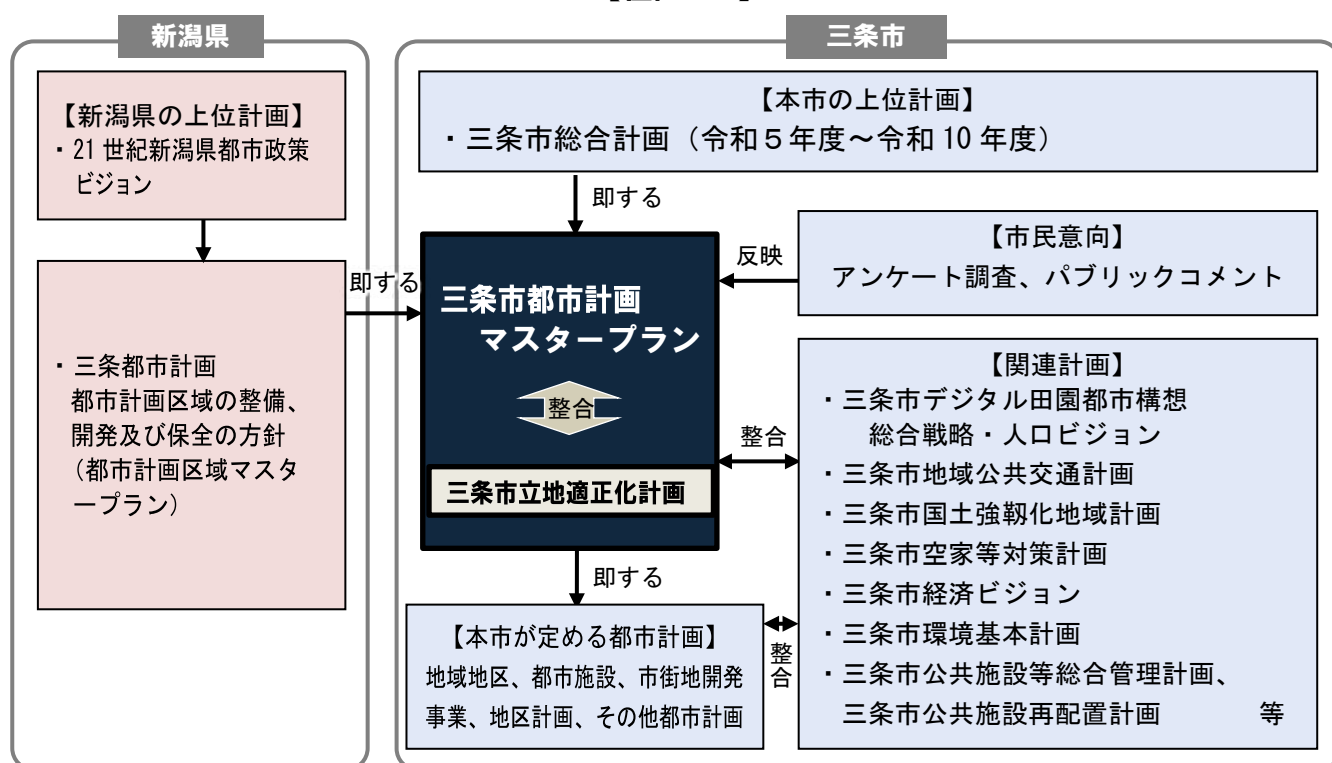 新潟県
【新潟県の上位計画】
・21世紀新潟県都市政策
ビジョン
・三条都市計画
都市計画区域の整備、
開発及び保全の方針
（都市計画区域マスタ
ープラン）
即する
三条市
【本市の上位計画】
・三条市総合計画（令和５年度～令和10年度）
即する
三条市都市計画
マスタープラン
整合
三条市立地適正化計画
反映
【市民意向】
アンケート調査、パブリックコメント
整合
【関連計画】
・三条市デジタル田園都市構想
総合戦略・人口ビジョン
・三条市地域公共交通計画
・三条市国土強靱化地域計画
・三条市空家等対策計画
・三条市経済ビジョン
・三条市環境基本計画
・三条市公共施設等総合管理計画、
三条市公共施設再配置計画　等
即する
【本市が定める都市計画】
地域地区、都市施設、市街地開発
事業、地区計画、その他都市計画
整合